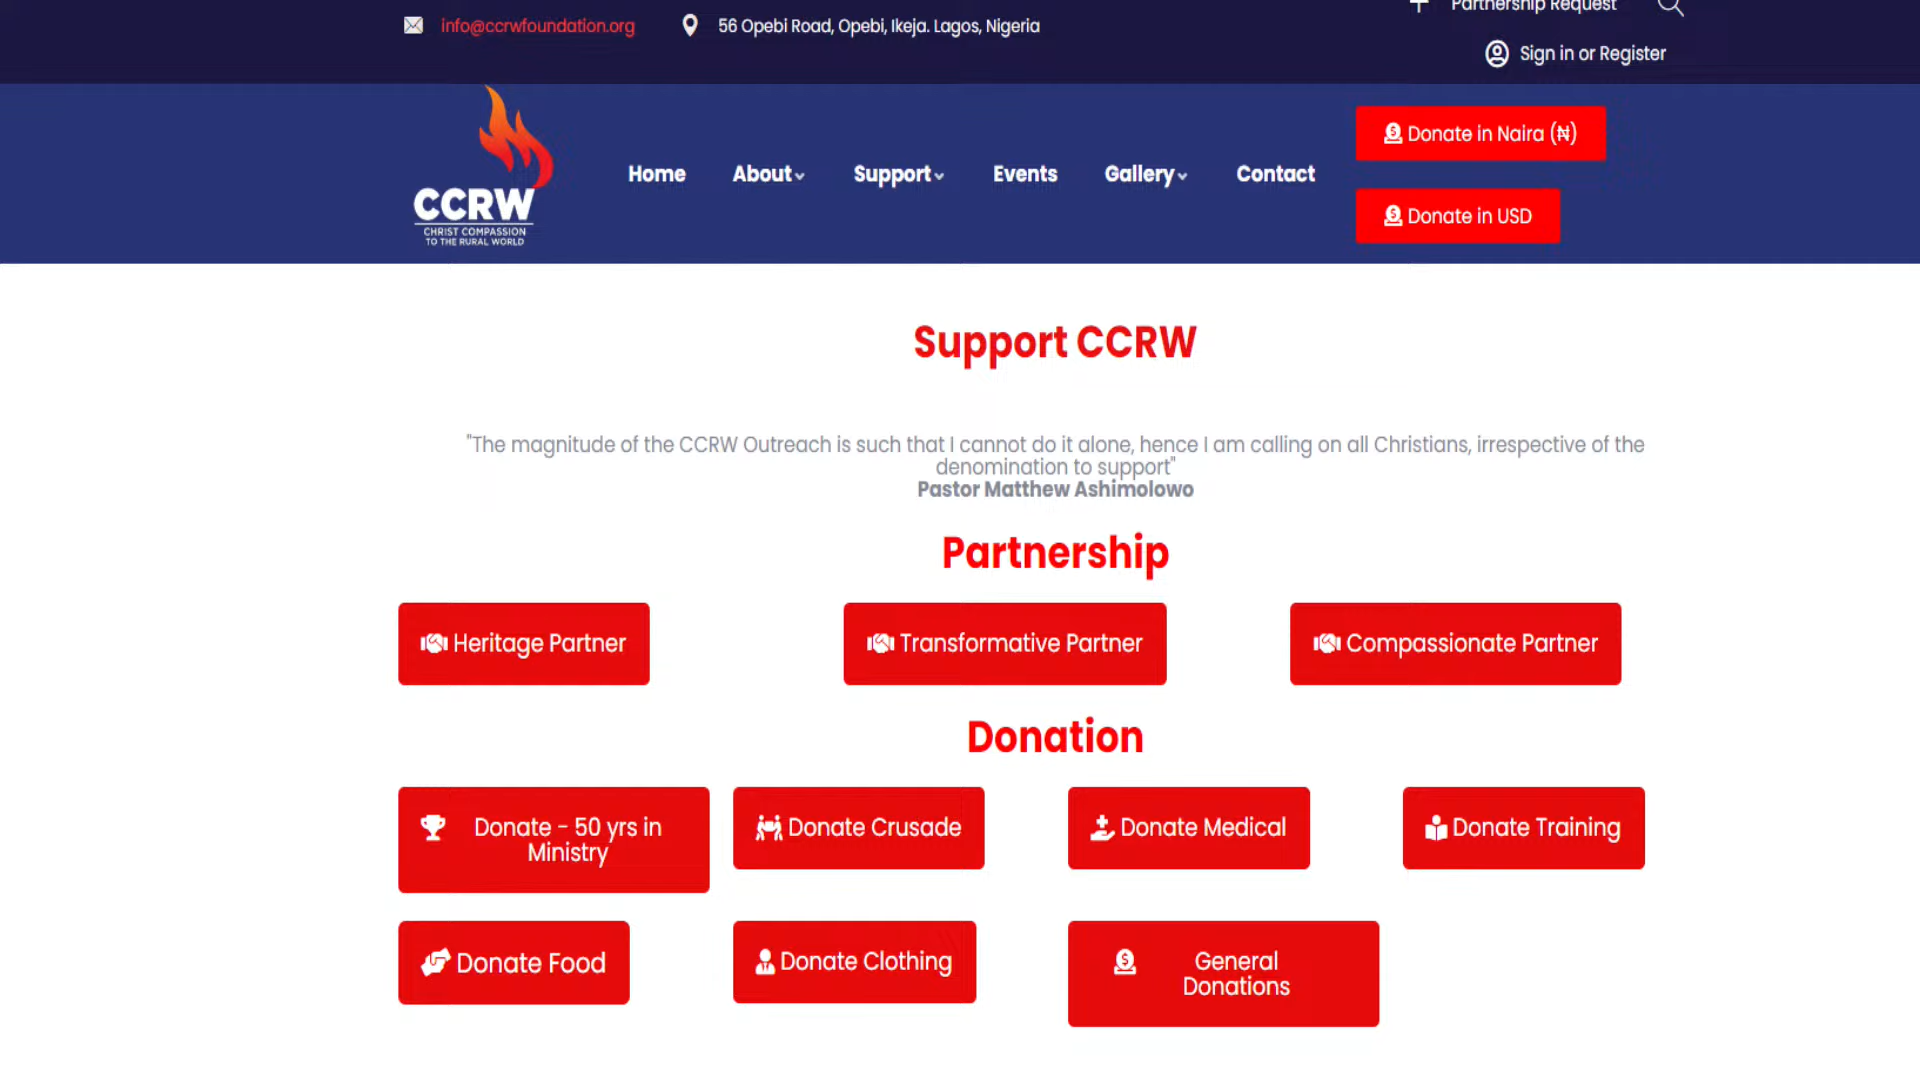 info@ccrwfoundation.org
56 Opebi Road, Opebi, Ikeja. Lagos, Nigeria
Partnership Request
Sign in or Register
CCRW
CHRIST COMPASSION
TO THE RURAL WORLD
Home
About
Support
Events
Gallery
Contact
Donate in Naira (₦)
Donate in USD
Support CCRW
"The magnitude of the CCRW Outreach is such that I cannot do it alone, hence I am calling on all Christians, irrespective of the
denomination to support"
Pastor Matthew Ashimolowo
Partnership
Heritage Partner
Transformative Partner
Compassionate Partner
Donation
Donate - 50 yrs in
Ministry
Donate Crusade
Donate Medical
Donate Training
Donate Food
Donate Clothing
General
Donations